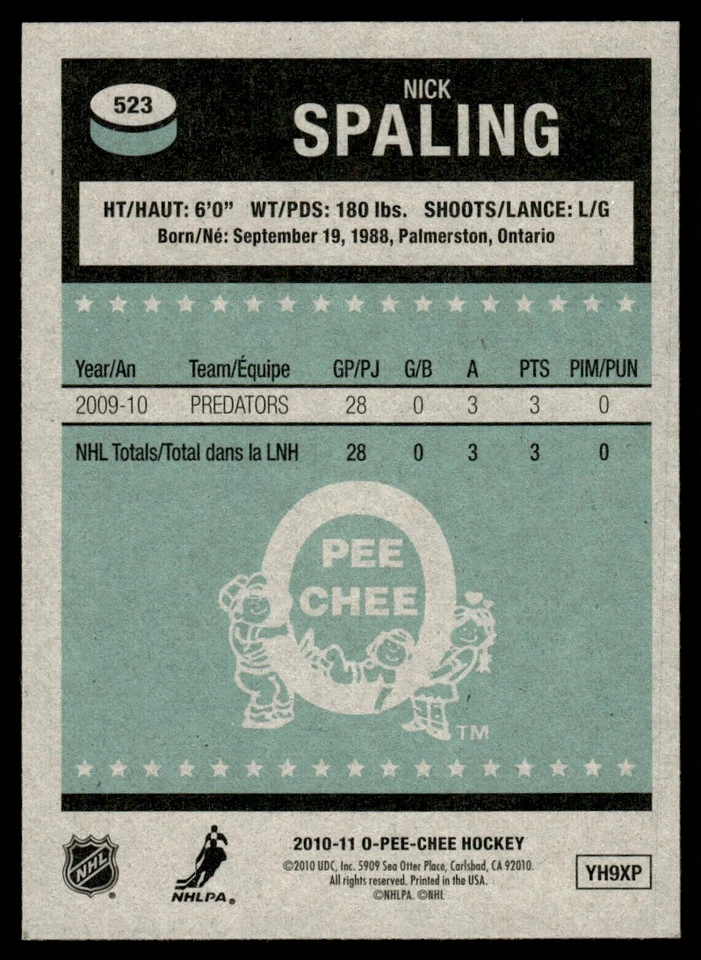 523
NICK
SPALING
HT/HAUT: 6'0" WT/PDS: 180 lbs. SHOOTS/LANCE: L/G
Born/Né: September 19, 1988, Palmerston, Ontario
Year/An Team/Équipe GP/PJ G/B A PTS PIM/PUN
2009-10 PREDATORS 28 0 3 3 0
NHL Totals/Total dans la LNH 28 0 3 3 0
O
PEE
CHEE
TM
2010-11 O-PEE-CHEE HOCKEY
©2010 UDC, Inc. 5909 Sea Otter Place, Carlsbad, CA 92010.
All rights reserved. Printed in the USA.
©NHLPA. ©NHL
NHL ®
NHLPA®
YH9XP